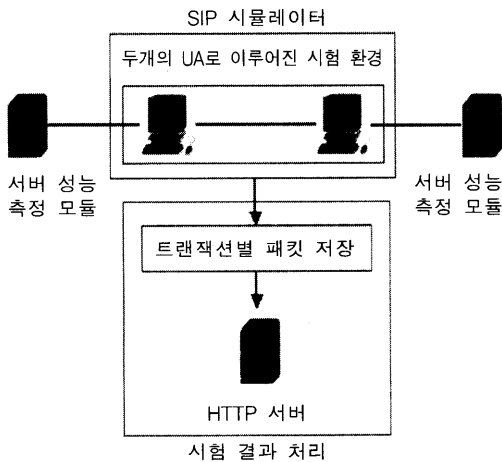 SIP 시뮬레이터
두개의 UA로 이루어진 시험 환경
서버 성능
측정 모듈
서버 성능
측정 모듈
트랜잭션별 패킷 저장
HTTP 서버
시험 결과 처리